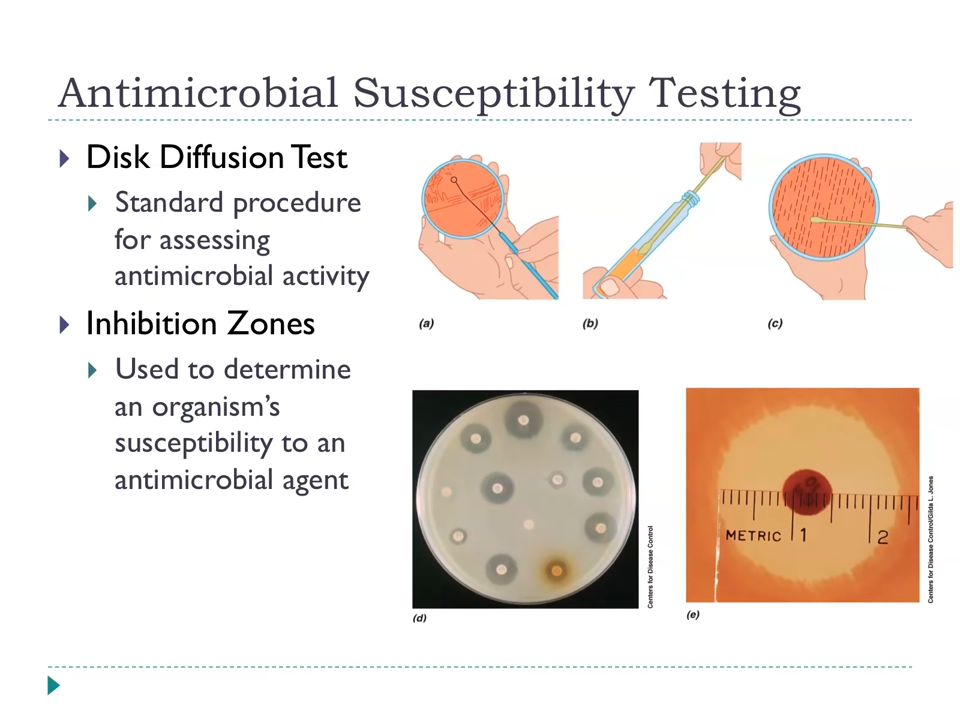 Antimicrobial Susceptibility Testing
Disk Diffusion Test
Standard procedure
for assessing
antimicrobial activity
Inhibition Zones
Used to determine
an organism's
susceptibility to an
antimicrobial agent
(a)
(b)
(c)
Centers for Disease Control
(d)
METRIC 1 2
Centers for Disease Control/Gilda L. Jones
(e)